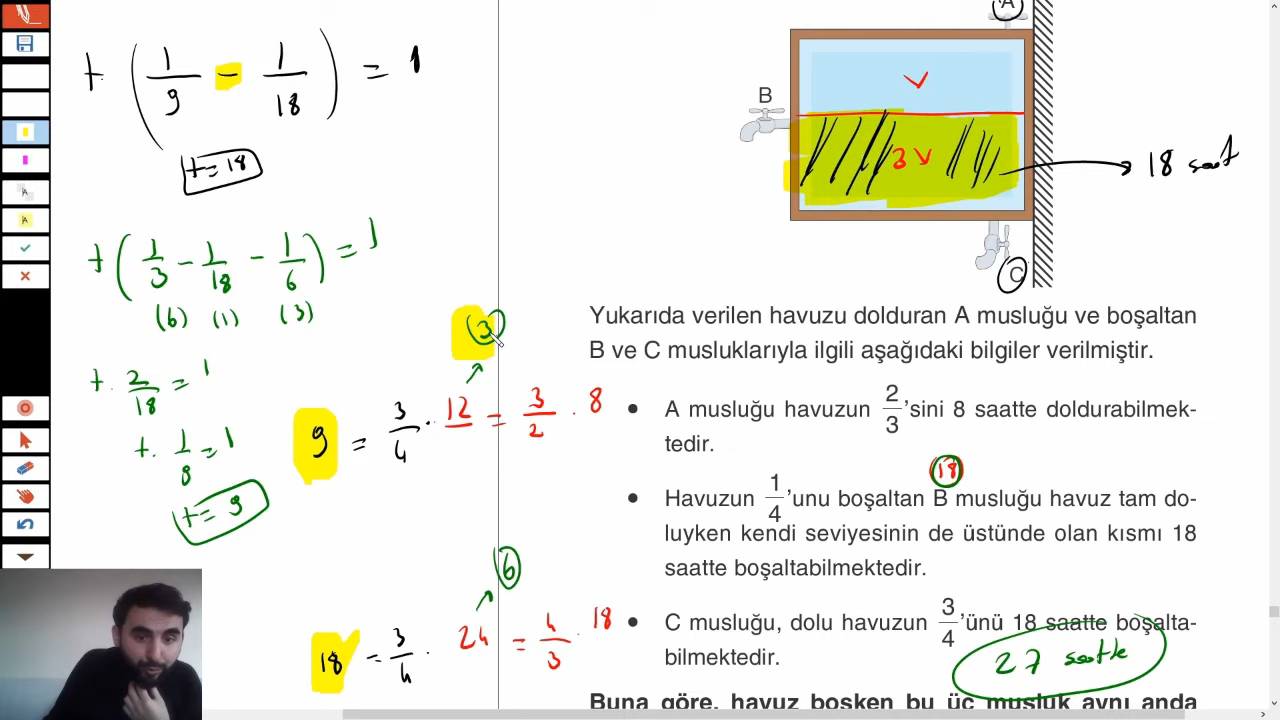 t ( 1/9 - 1/18 ) = 1
t = 18
t ( 1/3 - 1/18 - 1/6 ) = 1
(6) (1) (3)
t . 2/18 = 1
t . 1/8 = 1
t = 9
3
9 = 3/4 . 12 = 3/2 . 8
6
18 = 3/4 . 24 = 4/3 . 18
A
B
V
3V
18 saat
C
Yukarıda verilen havuzu dolduran A musluğu ve boşaltan
B ve C musluklarıyla ilgili aşağıdaki bilgiler verilmiştir.
• A musluğu havuzun 2/3'sini 8 saatte doldurabilmek-
tedir.
18
• Havuzun 1/4'unu boşaltan B musluğu havuz tam do-
luyken kendi seviyesinin de üstünde olan kısmı 18
saatte boşaltabilmektedir.
• C musluğu, dolu havuzun 3/4'ünü 18 saatte boşalta-
bilmektedir.
27 saatte
Buna göre, havuz boşken bu üç musluk aynı anda